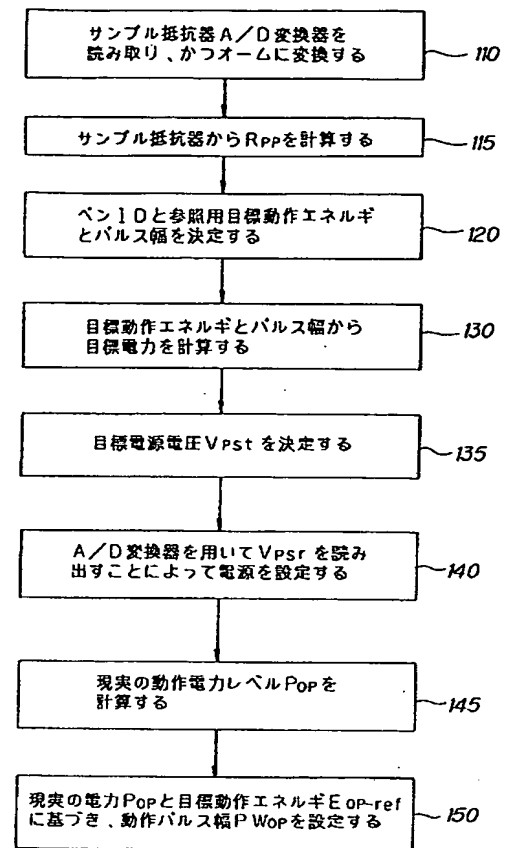 サンプル抵抗器A/D変換器を
読み取り、かつオームに変換する
110
サンプル抵抗器からRPPを計算する
115
ペンIDと参照用目標動作エネルギ
とパルス幅を決定する
120
目標動作エネルギとパルス幅から
目標電力を計算する
130
目標電源電圧VPStを決定する
135
A/D変換器を用いてVPSrを読み
出すことによって電源を設定する
140
現実の動作電力レベルPOPを
計算する
145
現実の電力POPと目標動作エネルギEOP-ref
に基づき、動作パルス幅PWOPを設定する
150